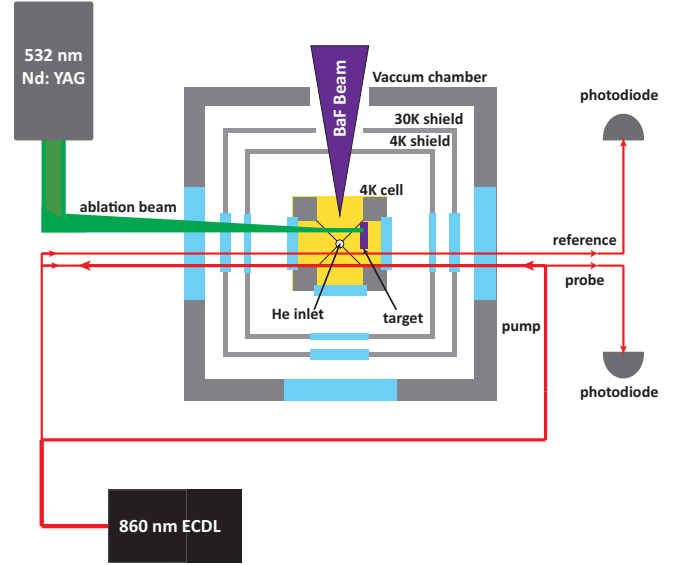 532 nm
Nd: YAG
BaF Beam
Vaccum chamber
photodiode
30K shield
4K shield
4K cell
ablation beam
reference
probe
He inlet
target
pump
photodiode
860 nm ECDL